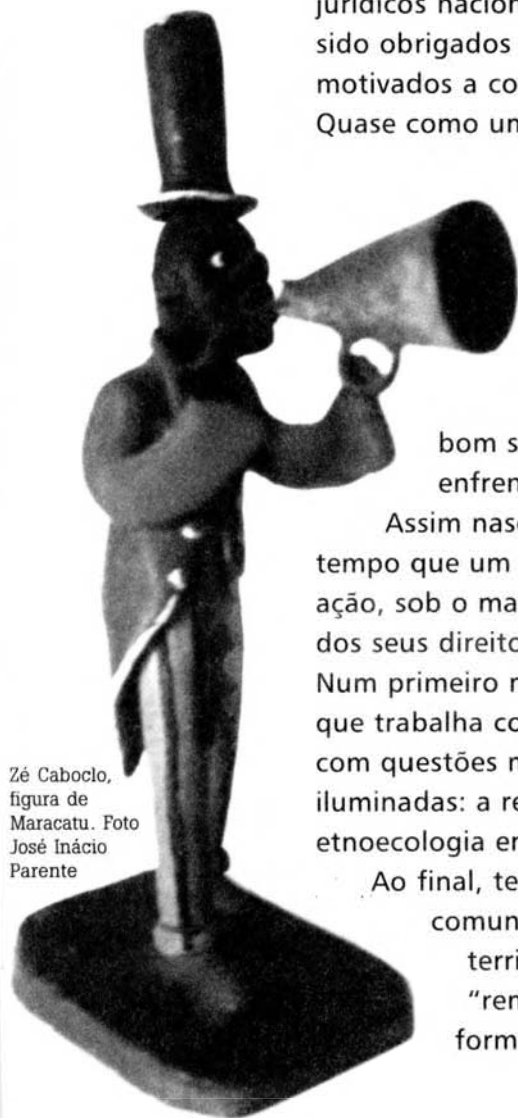 jurídicos nacion
sido obrigados
motivados a co
Quase como un
bom s
enfren
Assim nas
tempo que um
ação, sob o ma
dos seus direito
Num primeiro
que trabalha co
com questões
iluminadas: a re
etnoecologia en
Ao final, te
comun
terri
"ren
form
Zé Caboclo,
figura de
Maracatu. Foto
José Inácio
Parente